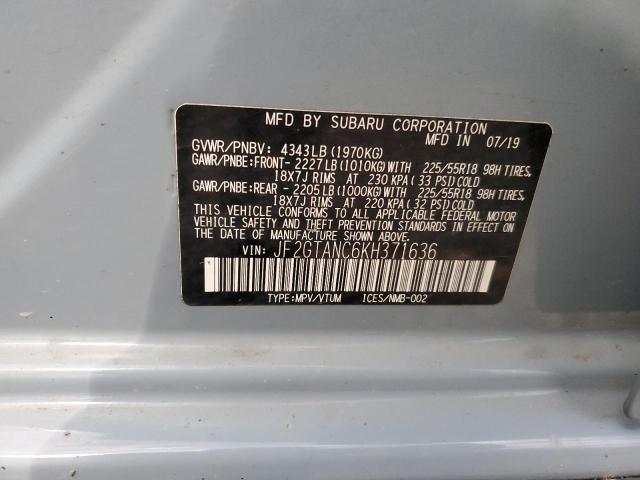 MFD BY SUBARU CORPORATION
MFD IN 07/19
GVWR/PNBV: 4343LB(1970KG)
GAWR/PNBE:FRONT-2227LB(1010KG)WITH 225/55R18 98H TIRES,
18X7J RIMS AT 230 KPA(33 PSI)COLD
GAWR/PNBE:REAR -2205LB(1000KG)WITH 225/55R18 98H TIRES,
18X7J RIMS AT 220 KPA(32 PSI)COLD
THIS VEHICLE CONFORMS TO ALL APPLICABLE FEDERAL MOTOR
VEHICLE SAFETY AND THEFT PREVENTION STANDARDS IN EFFECT
ON THE DATE OF MANUFACTURE SHOWN ABOVE.
VIN: JF2GTANC6KH371636
TYPE:MPV/VTUM ICES/NMB-002